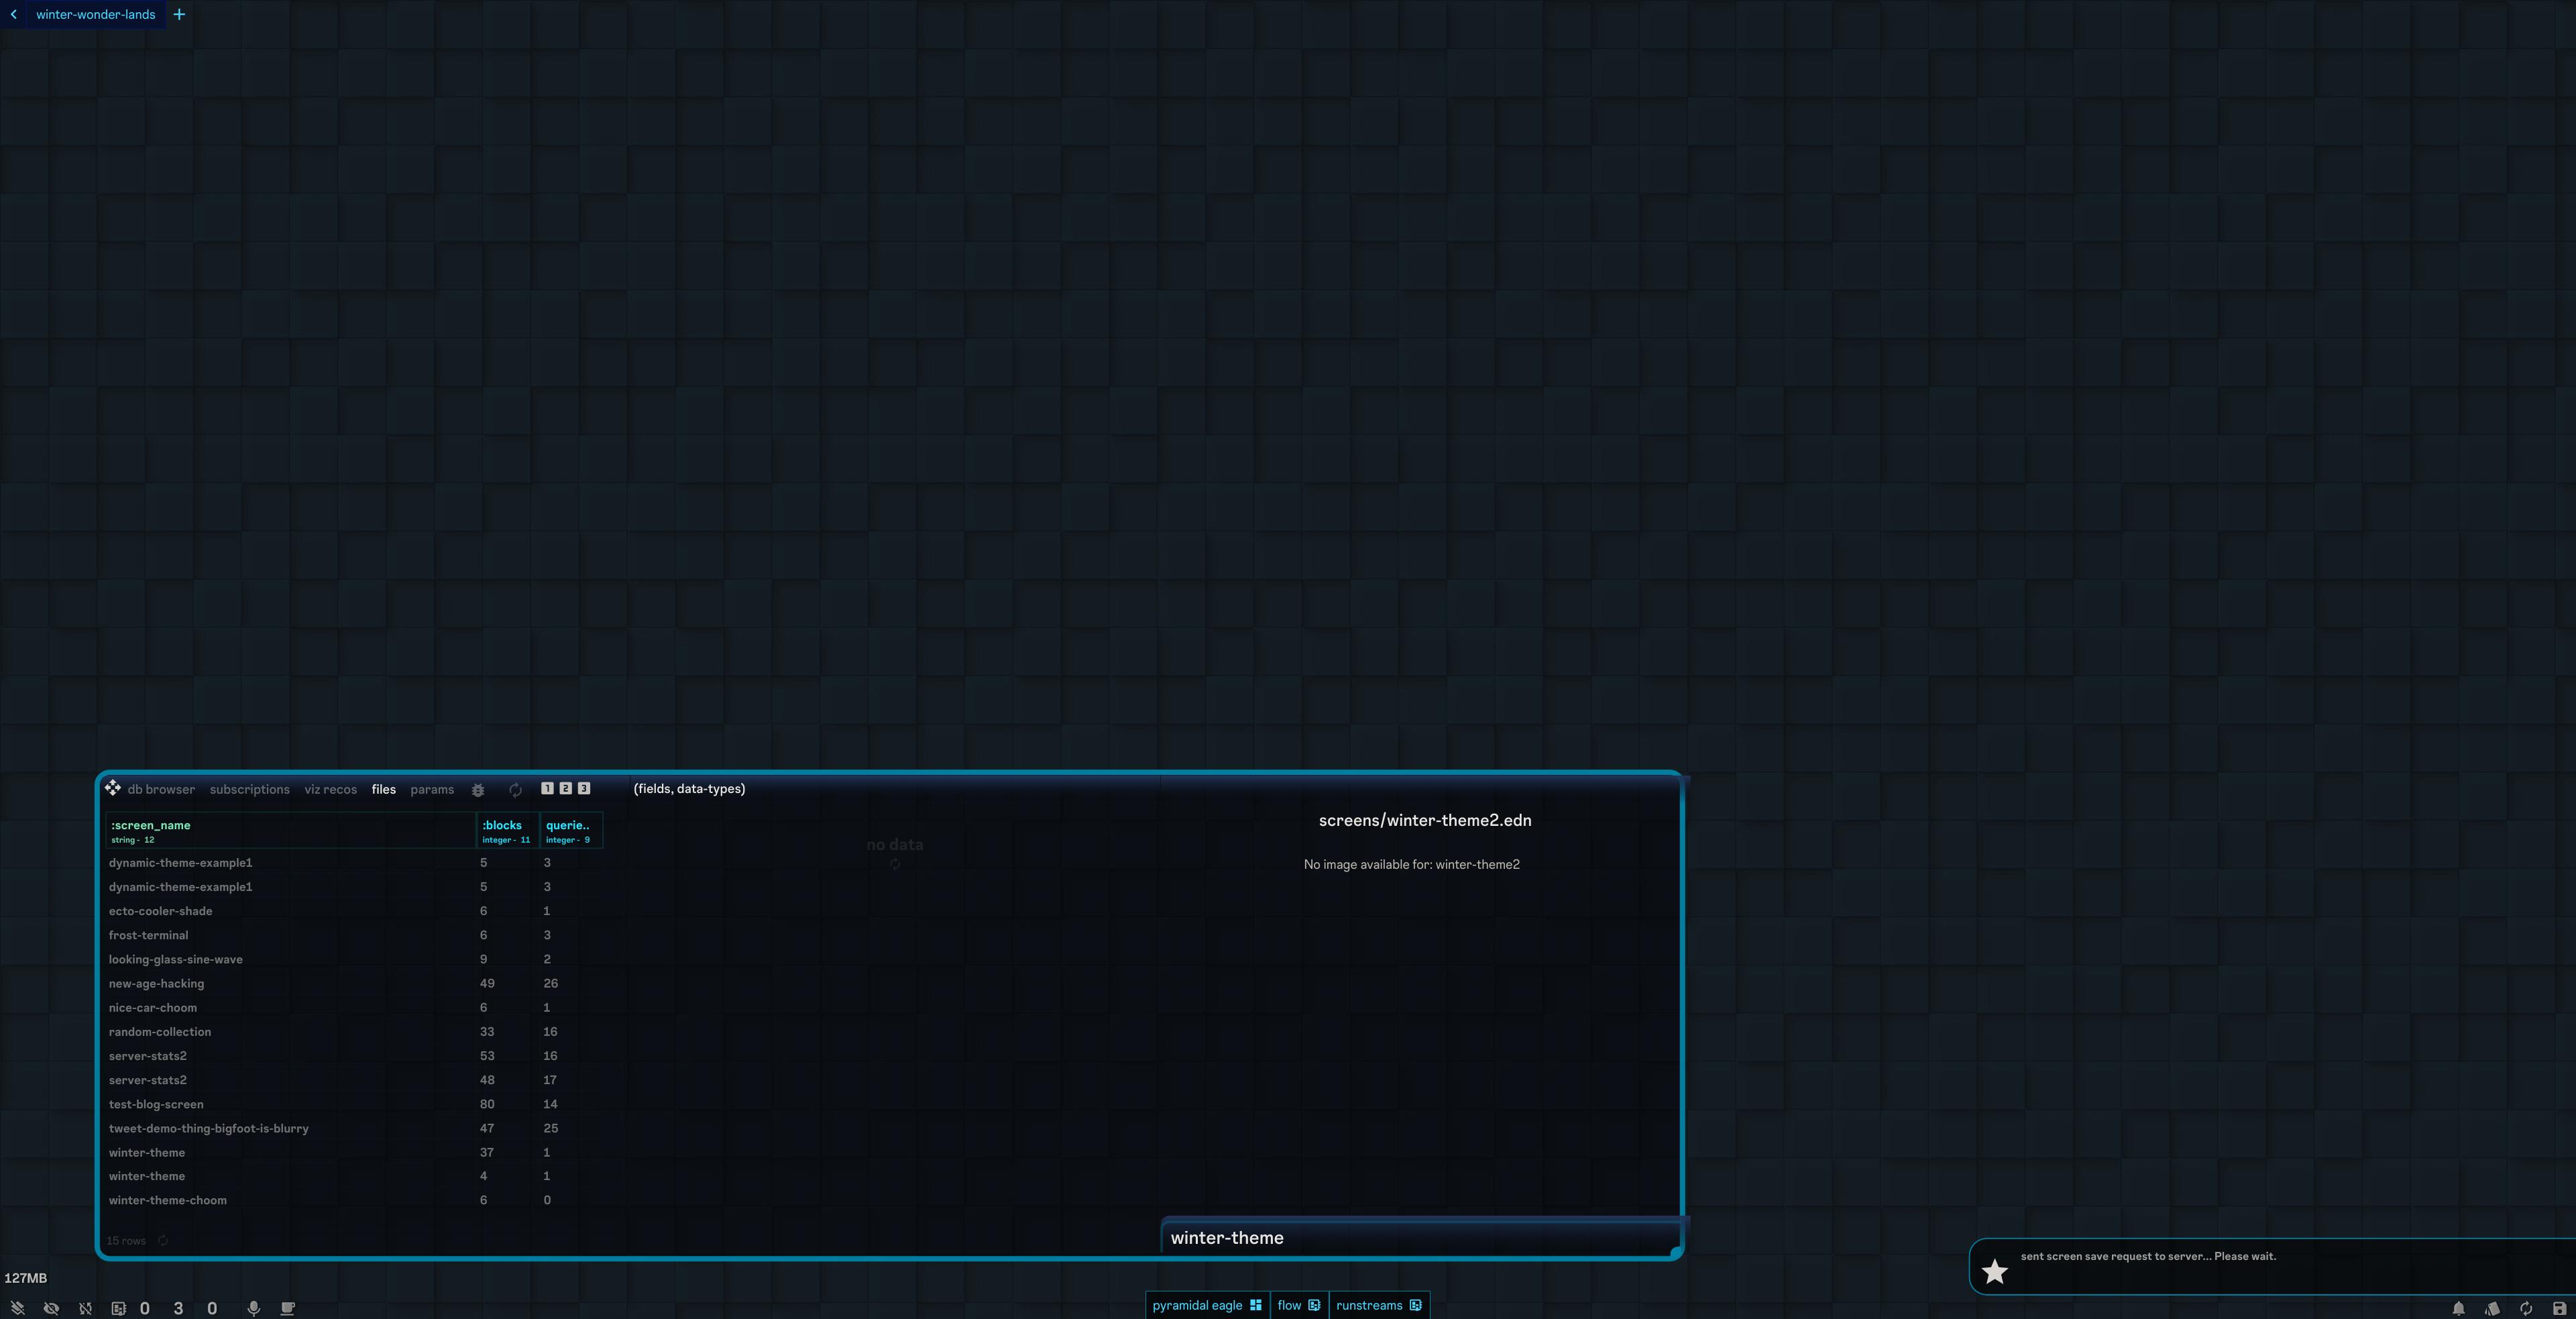 winter-wonder-lands +
db browser subscriptions viz recos files params 1 2 3 (fields, data-types)
:screen_name :blocks querie..
string - 12 integer - 11 integer - 9
dynamic-theme-example1 5 3
dynamic-theme-example1 5 3
ecto-cooler-shade 6 1
frost-terminal 6 3
looking-glass-sine-wave 9 2
new-age-hacking 49 26
nice-car-choom 6 1
random-collection 33 16
server-stats2 53 16
server-stats2 48 17
test-blog-screen 80 14
tweet-demo-thing-bigfoot-is-blurry 47 25
winter-theme 37 1
winter-theme 4 1
winter-theme-choom 6 0
15 rows
no data
screens/winter-theme2.edn
No image available for: winter-theme2
winter-theme
sent screen save request to server... Please wait.
127MB
0 3 0
pyramidal eagle flow runstreams